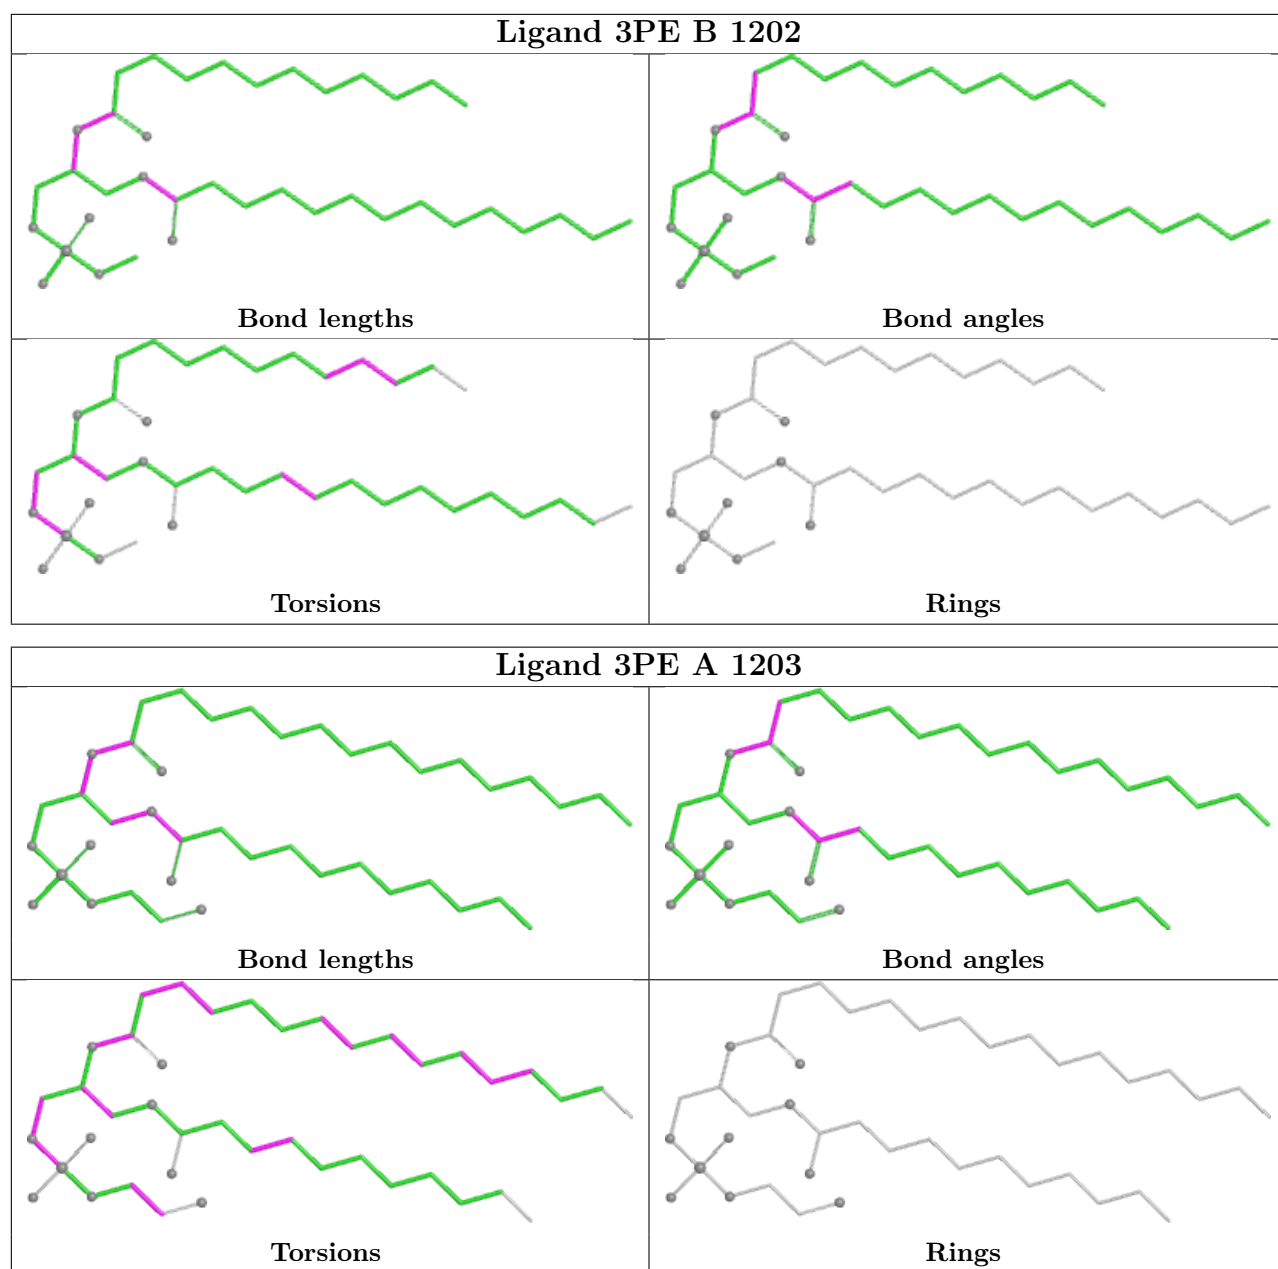 Ligand 3PE B 1202
Bond lengths
Bond angles
Torsions
Rings
Ligand 3PE A 1203
Bond lengths
Bond angles
Torsions
Rings